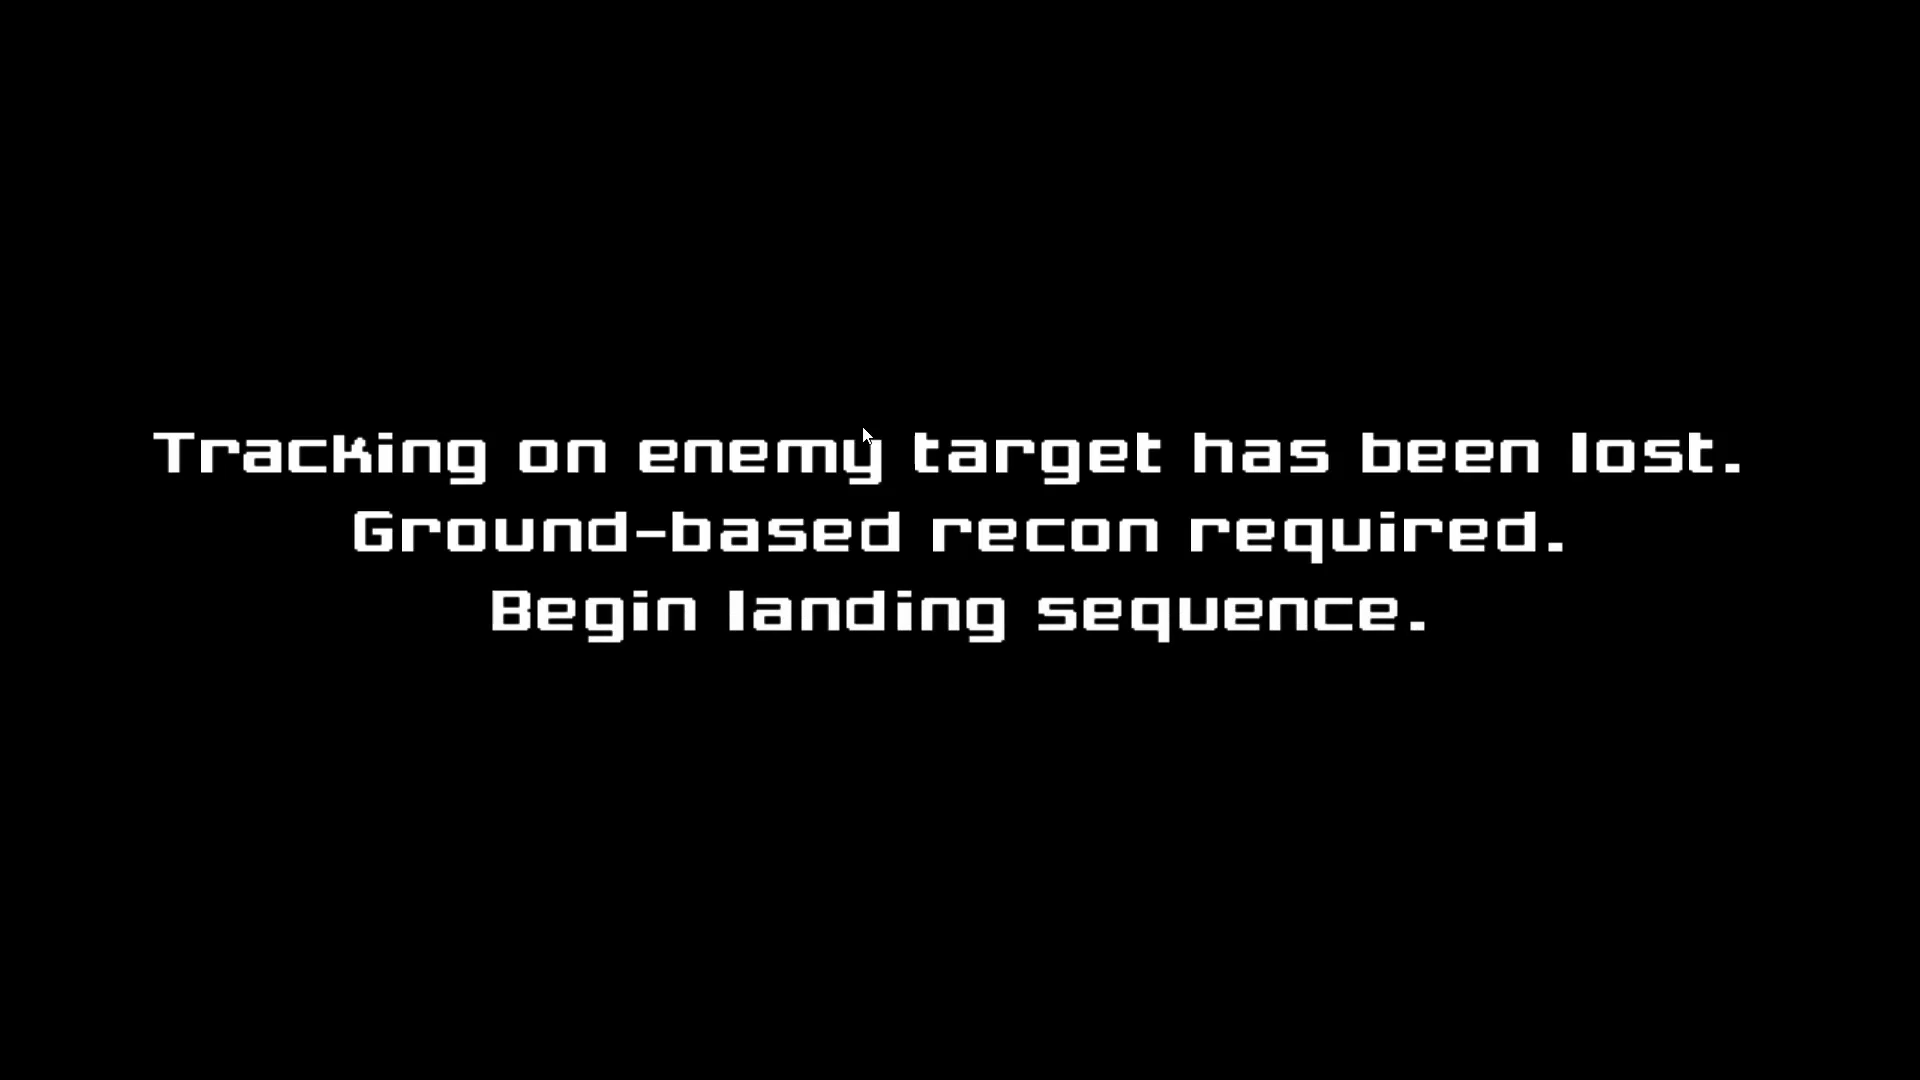 Tracking on enemy target has been lost.
Ground-based recon required.
Begin landing sequence.